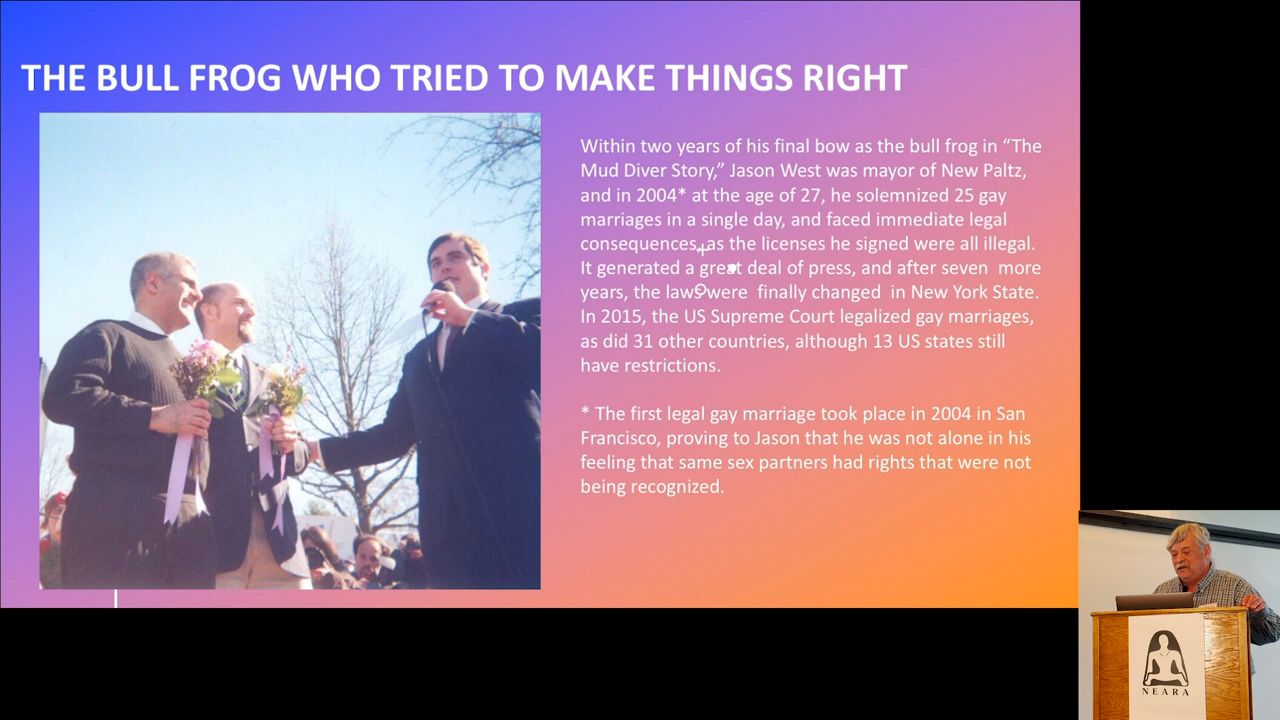 THE BULL FROG WHO TRIED TO MAKE THINGS RIGHT
Within two years of his final bow as the bull frog in “The
Mud Diver Story,” Jason West was mayor of New Paltz,
and in 2004* at the age of 27, he solemnized 25 gay
marriages in a single day, and faced immediate legal
consequences, as the licenses he signed were all illegal.
It generated a great deal of press, and after seven  more
years, the laws were  finally changed  in New York State.
In 2015, the US Supreme Court legalized gay marriages,
as did 31 other countries, although 13 US states still
have restrictions.
* The first legal gay marriage took place in 2004 in San
Francisco, proving to Jason that he was not alone in his
feeling that same sex partners had rights that were not
being recognized.
NEARA